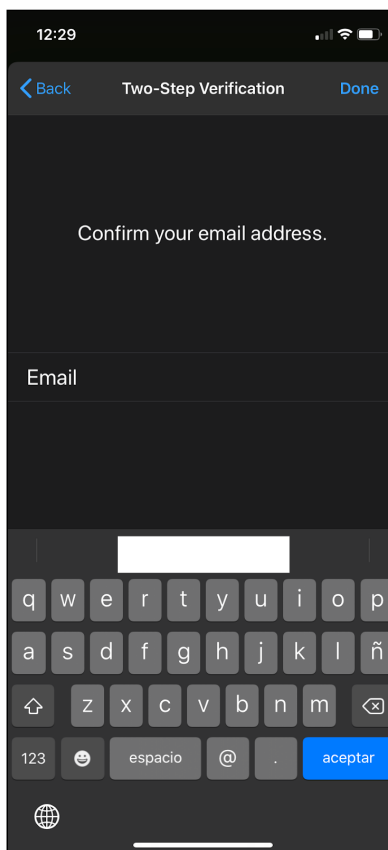 12:29
Back Two-Step Verification Done
Confirm your email address.
Email
q w e r t y u i o p
a s d f g h j k l ñ
z x c v b n m
123 espacio @ . aceptar